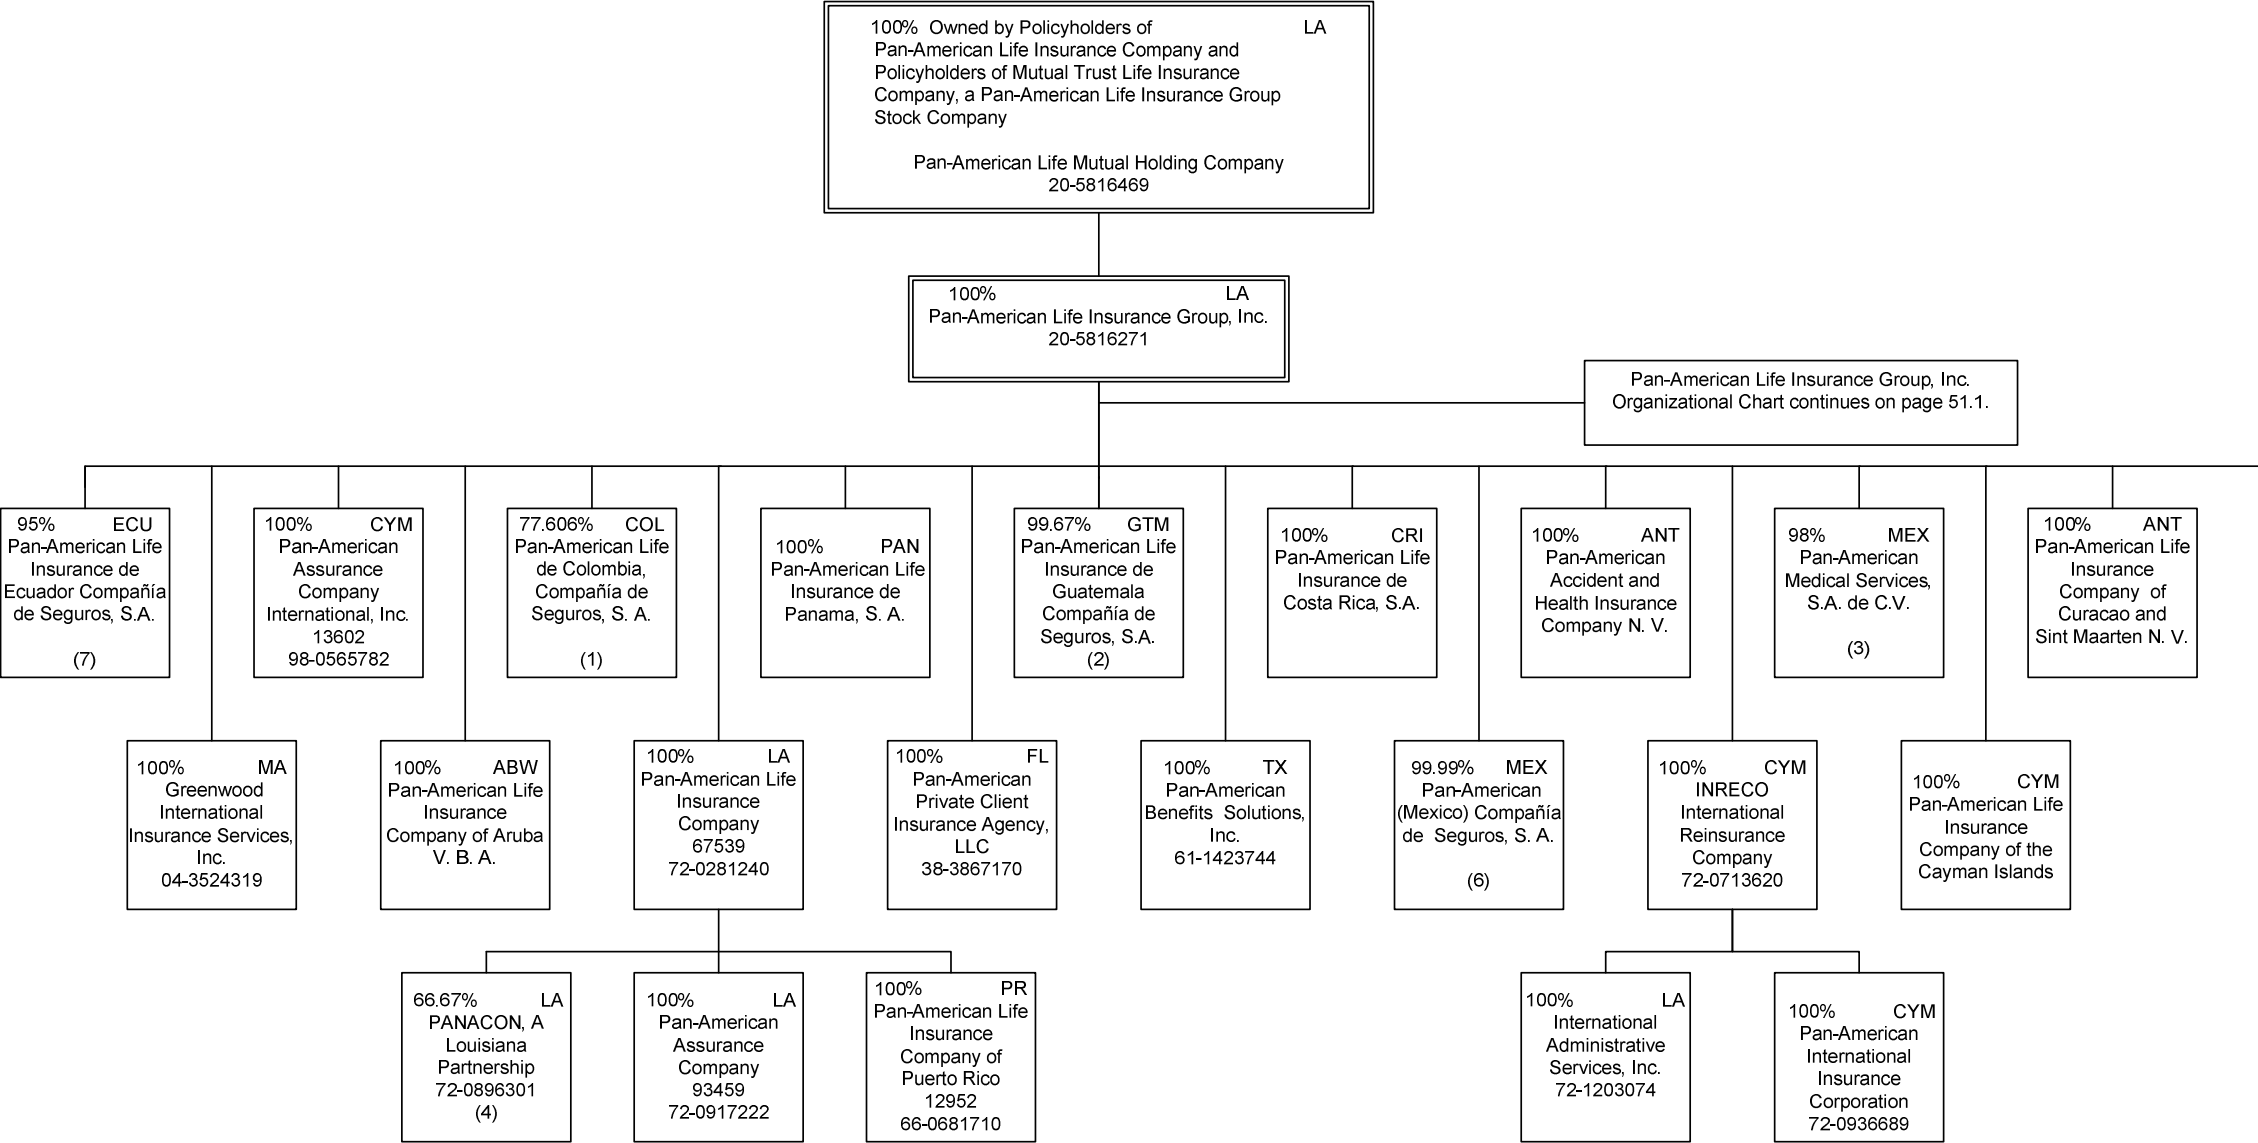 100% Owned by Policyholders of LA
Pan-American Life Insurance Company and
Policyholders of Mutual Trust Life Insurance
Company, a Pan-American Life Insurance Group
Stock Company
Pan-American Life Mutual Holding Company
20-5816469
100% LA
Pan-American Life Insurance Group, Inc.
20-5816271
Pan-American Life Insurance Group, Inc.
Organizational Chart continues on page 51.1.
95% ECU
Pan-American Life
Insurance de
Ecuador Compañía
de Seguros, S.A.
(7)
100% CYM
Pan-American
Assurance
Company
International, Inc.
13602
98-0565782
77.606% COL
Pan-American Life
de Colombia,
Compañía de
Seguros, S. A.
(1)
100% PAN
Pan-American Life
Insurance de
Panama, S. A.
99.67% GTM
Pan-American Life
Insurance de
Guatemala
Compañía de
Seguros, S.A.
(2)
100% CRI
Pan-American Life
Insurance de
Costa Rica, S.A.
100% ANT
Pan-American
Accident and
Health Insurance
Company N. V.
98% MEX
Pan-American
Medical Services,
S.A. de C.V.
(3)
100% ANT
Pan-American Life
Insurance
Company of
Curacao and
Sint Maarten N. V.
100% MA
Greenwood
International
Insurance Services,
Inc.
04-3524319
100% ABW
Pan-American Life
Insurance
Company of Aruba
V. B. A.
100% LA
Pan-American Life
Insurance
Company
67539
72-0281240
100% FL
Pan-American
Private Client
Insurance Agency,
LLC
38-3867170
100% TX
Pan-American
Benefits Solutions,
Inc.
61-1423744
99.99% MEX
Pan-American
(Mexico) Compañía
de Seguros, S. A.
(6)
100% CYM
INRECO
International
Reinsurance
Company
72-0713620
100% CYM
Pan-American Life
Insurance
Company of the
Cayman Islands
66.67% LA
PANACON, A
Louisiana
Partnership
72-0896301
(4)
100% LA
Pan-American
Assurance
Company
93459
72-0917222
100% PR
Pan-American Life
Insurance
Company of
Puerto Rico
12952
66-0681710
100% LA
International
Administrative
Services, Inc.
72-1203074
100% CYM
Pan-American
International
Insurance
Corporation
72-0936689